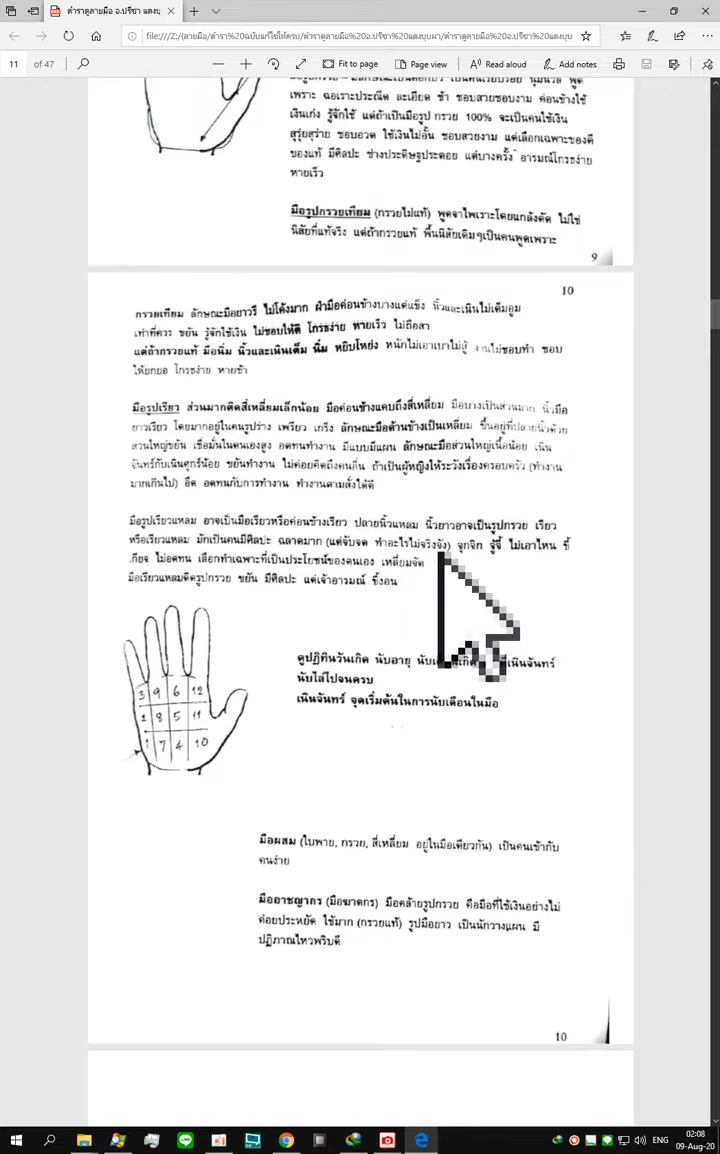 ตำราดูลายมือ อ.ปรีชา แดงบุ
file:///Z:/(ลายมือ/ตำรา%20ฉบับแก้ไขให้ครบ/ตำราดูลายมือ%20อ.ปรีชา%20แดงบุบผา/ตำราดูลายมือ%20อ.ปรีชา%20แดงบุบ
11 of 47 Fit to page Page view Read aloud Add notes
เพราะ ฉอเราะประณีต ละเอียด ช้า ชอบสวยชอบงาม ค่อนข้างใช้
เงินเก่ง รู้จักใช้ แต่ถ้าเป็นมือรูป กรวย 100% จะเป็นคนใช้เงิน
สุรุ่ยสุร่าย ชอบอวด ใช้เงินไม่อั้น ชอบสวยงาม แต่เลือกเฉพาะของดี
ของแท้ มีศิลปะ ช่างประดิษฐประดอย แต่บางครั้ง อารมณ์โกรธง่าย
หายเร็ว
มือรูปกรวยเทียม (กรวยไม่แท้) พูดจาไพเราะโดยแกล้งดัด ไม่ใช่
นิสัยที่แท้จริง แต่ถ้ากรวยแท้ พื้นนิสัยเดิมๆเป็นคนพูดเพราะ
9
10
กรวยเทียม ลักษณะมือยาวรี ไม่โค้งมาก ฝ่ามือค่อนข้างบางแต่แข็ง นิ้วและเนินไม่เต็มอูม
เท่าที่ควร ขยัน รู้จักใช้เงิน ไม่ชอบให้ดี โกรธง่าย หายเร็ว ไม่ถือสา
แต่ถ้ากรวยแท้ มือนิ่ม นิ้วและเนินเต็ม นิ่ม หยิบโหย่ง หนักไม่เอาเบาไม่สู้ งานไม่ชอบทำ ชอบ
ให้ยกยอ โกรธง่าย หายช้า
มือรูปเรียว ส่วนมากติดสี่เหลี่ยมเล็กน้อย มือค่อนข้างแคบถึงสี่เหลี่ยม มือบางเป็นส่วนมาก นิ้วมือ
ยาวเรียว โดยมากอยู่ในคนรูปร่าง เพรียว เกร็ง ลักษณะมือด้านข้างเป็นเหลี่ยม ขึ้นอยู่ที่ปลายนิ้วด้วย
ส่วนใหญ่ขยัน เชื่อมั่นในตนเองสูง อดทนทำงาน มีแบบมีแผน ลักษณะมือส่วนใหญ่เนื้อน้อย เนิน
จันทร์กับเนินศุกร์น้อย ขยันทำงาน ไม่ค่อยคิดถึงคนอื่น ถ้าเป็นผู้หญิงให้ระวังเรื่องครอบครัว (ทำงาน
มากเกินไป) อึด อดทนกับการทำงาน ทำงานตามสั่งได้ดี
มือรูปเรียวแหลม อาจเป็นมือเรียวหรือค่อนข้างเรียว ปลายนิ้วแหลม นิ้วยาวอาจเป็นรูปกรวย เรียว
หรือเรียวแหลม มักเป็นคนมีศิลปะ ฉลาดมาก (แต่จับจด ทำอะไรไม่จริงจัง) จุกจิก จู้จี้ ไม่เอาไหน ขี้
เกียจ ไม่อดทน เลือกทำเฉพาะที่เป็นประโยชน์ของตนเอง เหลี่ยมจัด
มือเรียวแหลมติดรูปกรวย ขยัน มีศิลปะ แต่เจ้าอารมณ์ ขี้งอน
3 9 6 12
2 8 5 11
1 7 4 10
ดูปฏิทินวันเกิด นับอายุ เนินจันทร์
นับไล่ไปจนครบ
เนินจันทร์ จุดเริ่มต้นในการนับเดือนในมือ
มือผสม (ใบพาย, กรวย, สี่เหลี่ยม อยู่ในมือเดียวกัน) เป็นคนเข้ากับ
คนง่าย
มืออาชญากร (มือฆาตกร) มือคล้ายรูปกรวย คือมือที่ใช้เงินอย่างไม่
ค่อยประหยัด ใช้มาก (กรวยแท้) รูปมือยาว เป็นนักวางแผน มี
ปฏิภาณไหวพริบดี
10
ENG
02:08
09-Aug-20